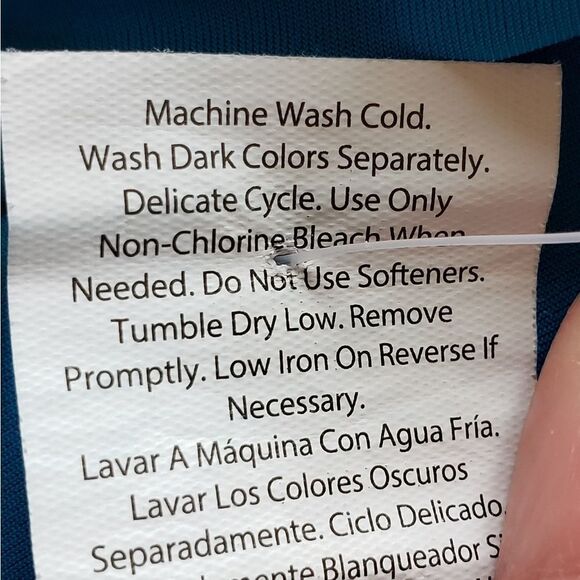 Machine Wash Cold.
Wash Dark Colors Separately.
Delicate Cycle. Use Only
Non-Chlorine Bleach When
Needed. Do Not Use Softeners.
Tumble Dry Low. Remove
Promptly. Low Iron On Reverse If
Necessary.
Lavar A Máquina Con Agua Fría.
Lavar Los Colores Oscuros
Separadamente. Ciclo Delicado.
Blanqueador